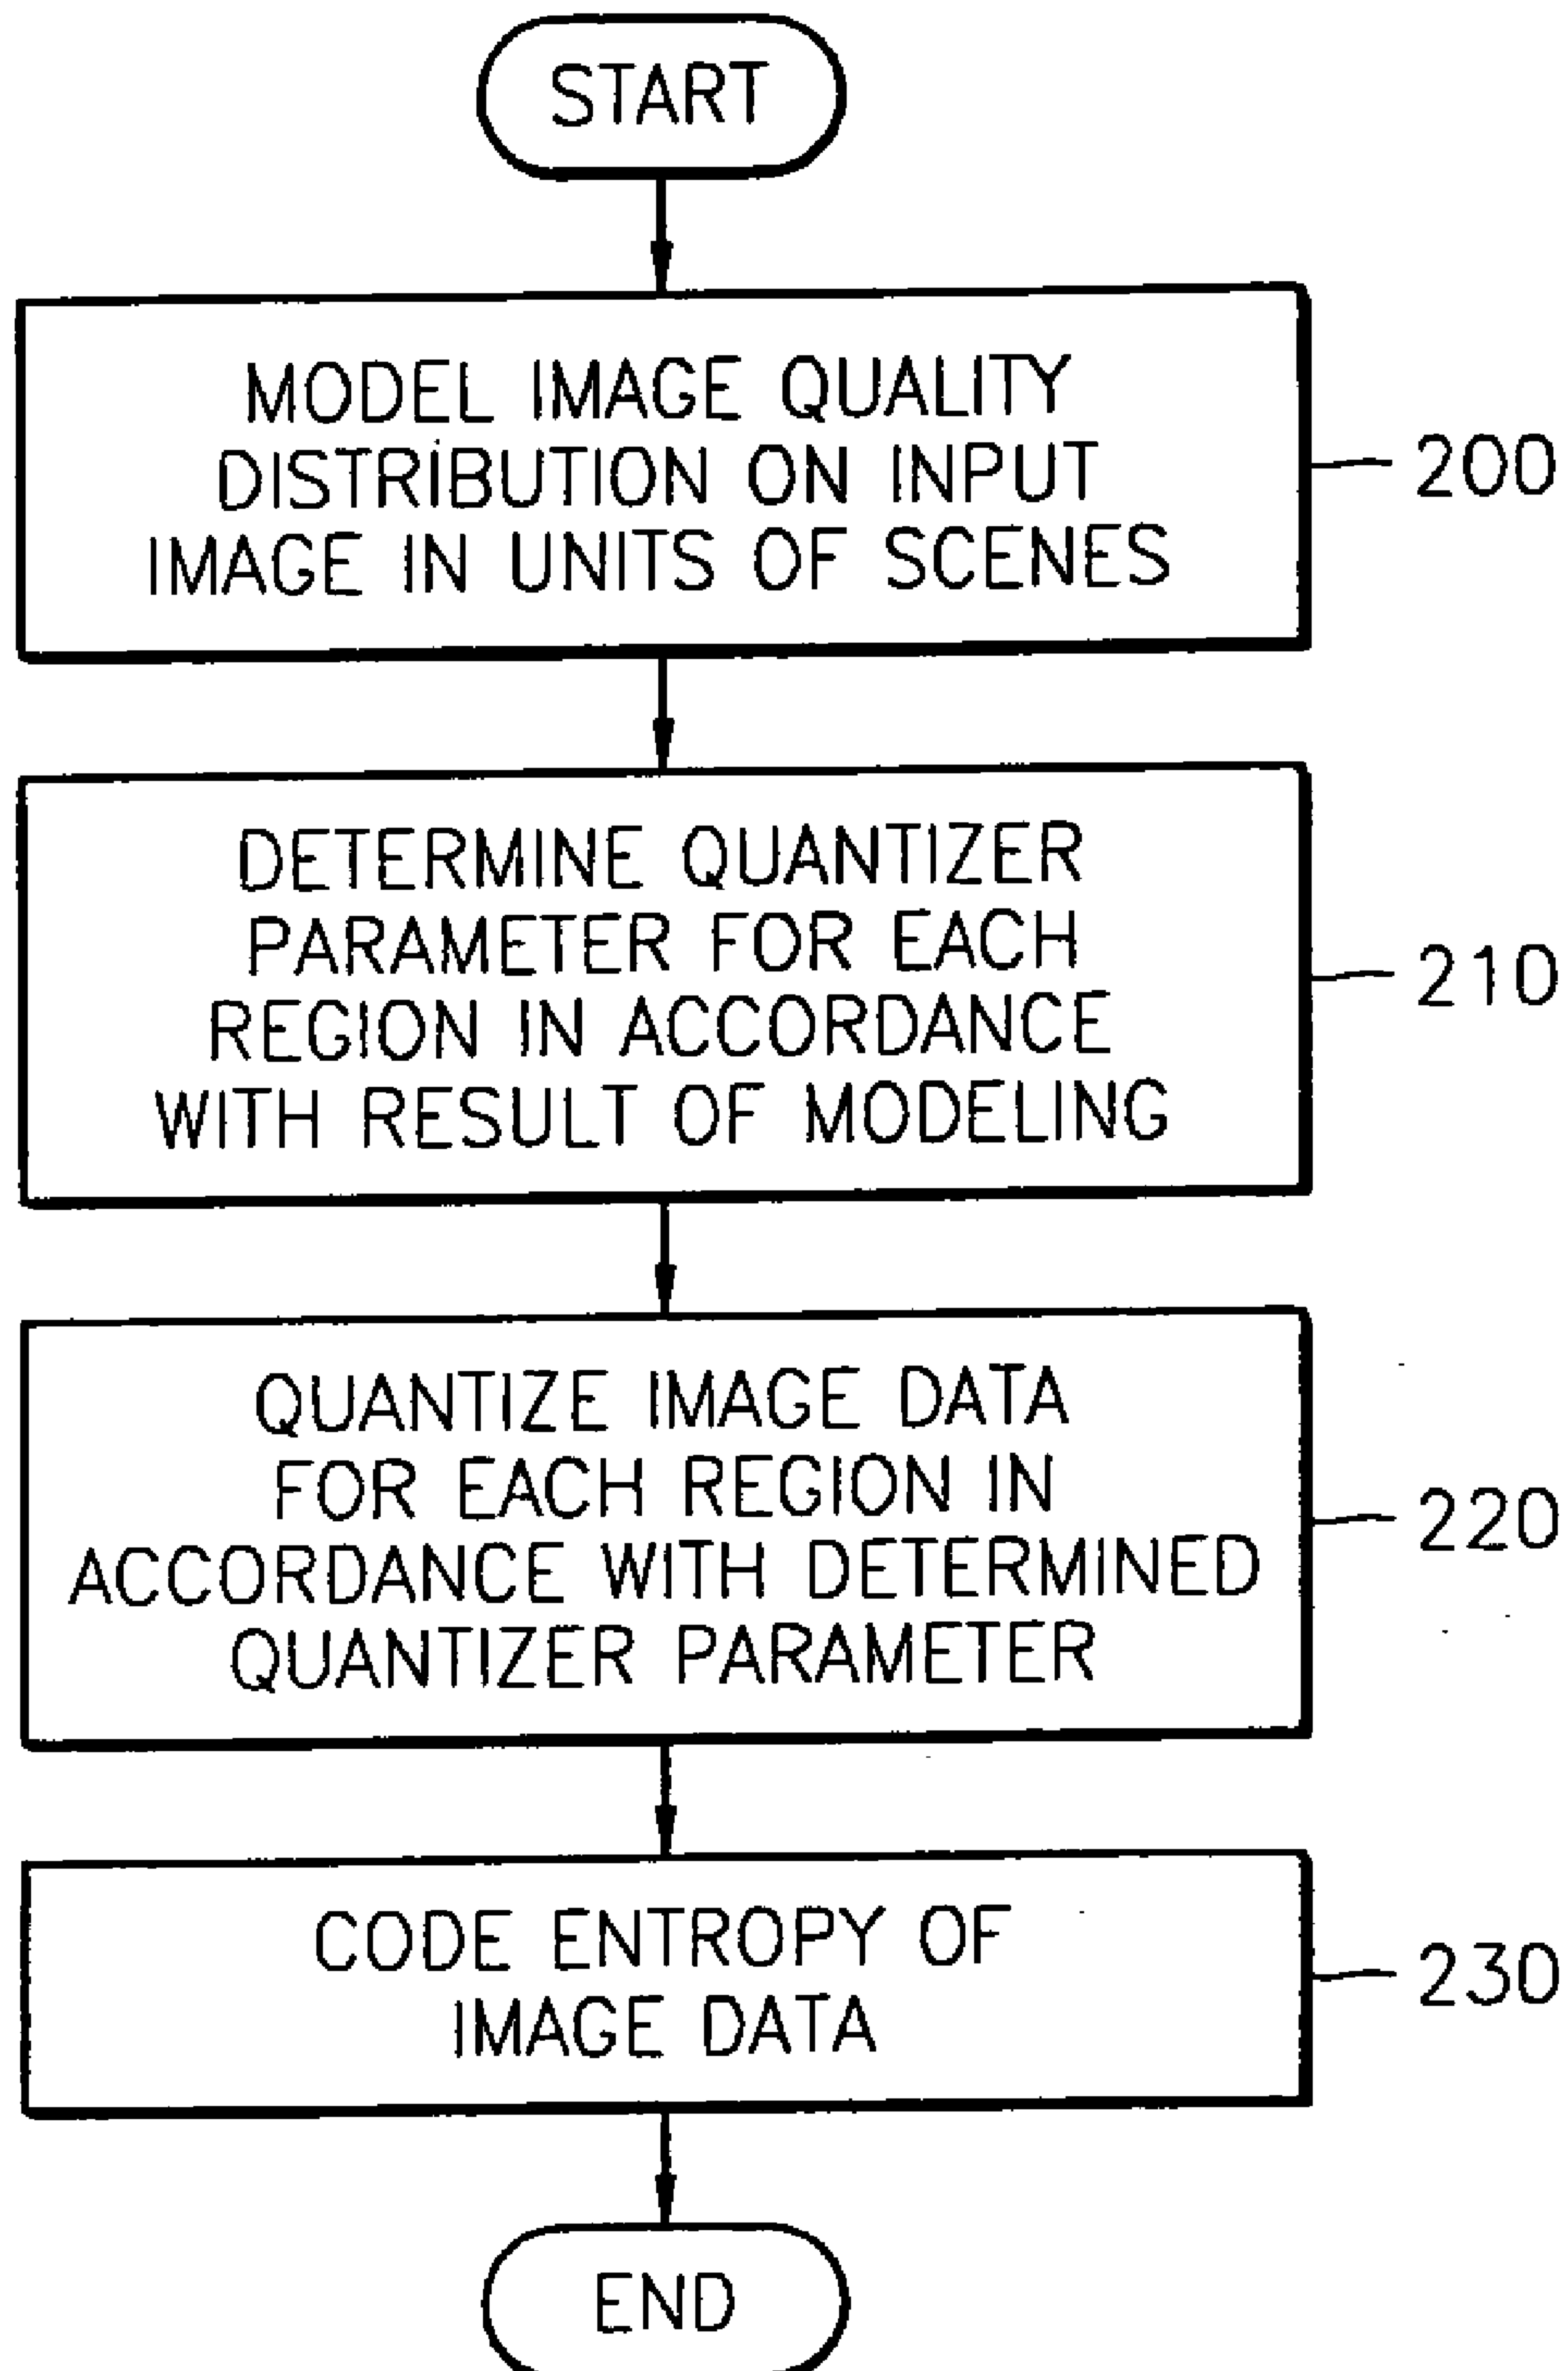 START
MODEL IMAGE QUALITY
DISTRIBUTION ON INPUT
IMAGE IN UNITS OF SCENES
200
DETERMINE QUANTIZER
PARAMETER FOR EACH
REGION IN ACCORDANCE
WITH RESULT OF MODELING
210
QUANTIZE IMAGE DATA
FOR EACH REGION IN
ACCORDANCE WITH DETERMINED
QUANTIZER PARAMETER
220
CODE ENTROPY OF
IMAGE DATA
230
END